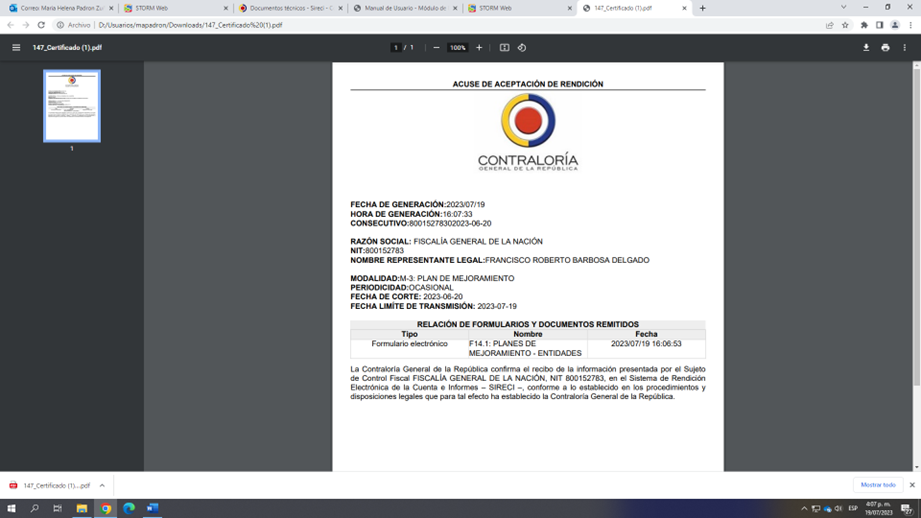 Correo: Maria Helena Padron Zu
STORM Web
Documentos técnicos - Sireci - C
Manual de Usuario - Módulo de
STORM Web
147_Certificado (1).pdf
Archivo
D:/Usuarios/mapadron/Downloads/147_Certificado%20(1).pdf
147_Certificado (1).pdf
1 / 1
100%
1
ACUSE DE ACEPTACIÓN DE RENDICIÓN
CONTRALORÍA
GENERAL DE LA REPÚBLICA
FECHA DE GENERACIÓN:2023/07/19
HORA DE GENERACIÓN:16:07:33
CONSECUTIVO:80015278302023-06-20
RAZÓN SOCIAL: FISCALÍA GENERAL DE LA NACIÓN
NIT:800152783
NOMBRE REPRESENTANTE LEGAL:FRANCISCO ROBERTO BARBOSA DELGADO
MODALIDAD:M-3: PLAN DE MEJORAMIENTO
PERIODICIDAD:OCASIONAL
FECHA DE CORTE: 2023-06-20
FECHA LIMÍTE DE TRANSMISIÓN: 2023-07-19
RELACIÓN DE FORMULARIOS Y DOCUMENTOS REMITIDOS
Tipo Nombre Fecha
Formulario electrónico F14.1: PLANES DE 2023/07/19 16:06:53
MEJORAMIENTO - ENTIDADES
La Contraloría General de la República confirma el recibo de la información presentada por el Sujeto
de Control Fiscal FISCALÍA GENERAL DE LA NACIÓN, NIT 800152783, en el Sistema de Rendición
Electrónica de la Cuenta e Informes – SIRECI –, conforme a lo establecido en los procedimientos y
disposiciones legales que para tal efecto ha establecido la Contraloría General de la República.
147_Certificado (1)....pdf
Mostrar todo
ESP
4:07 p. m.
19/07/2023